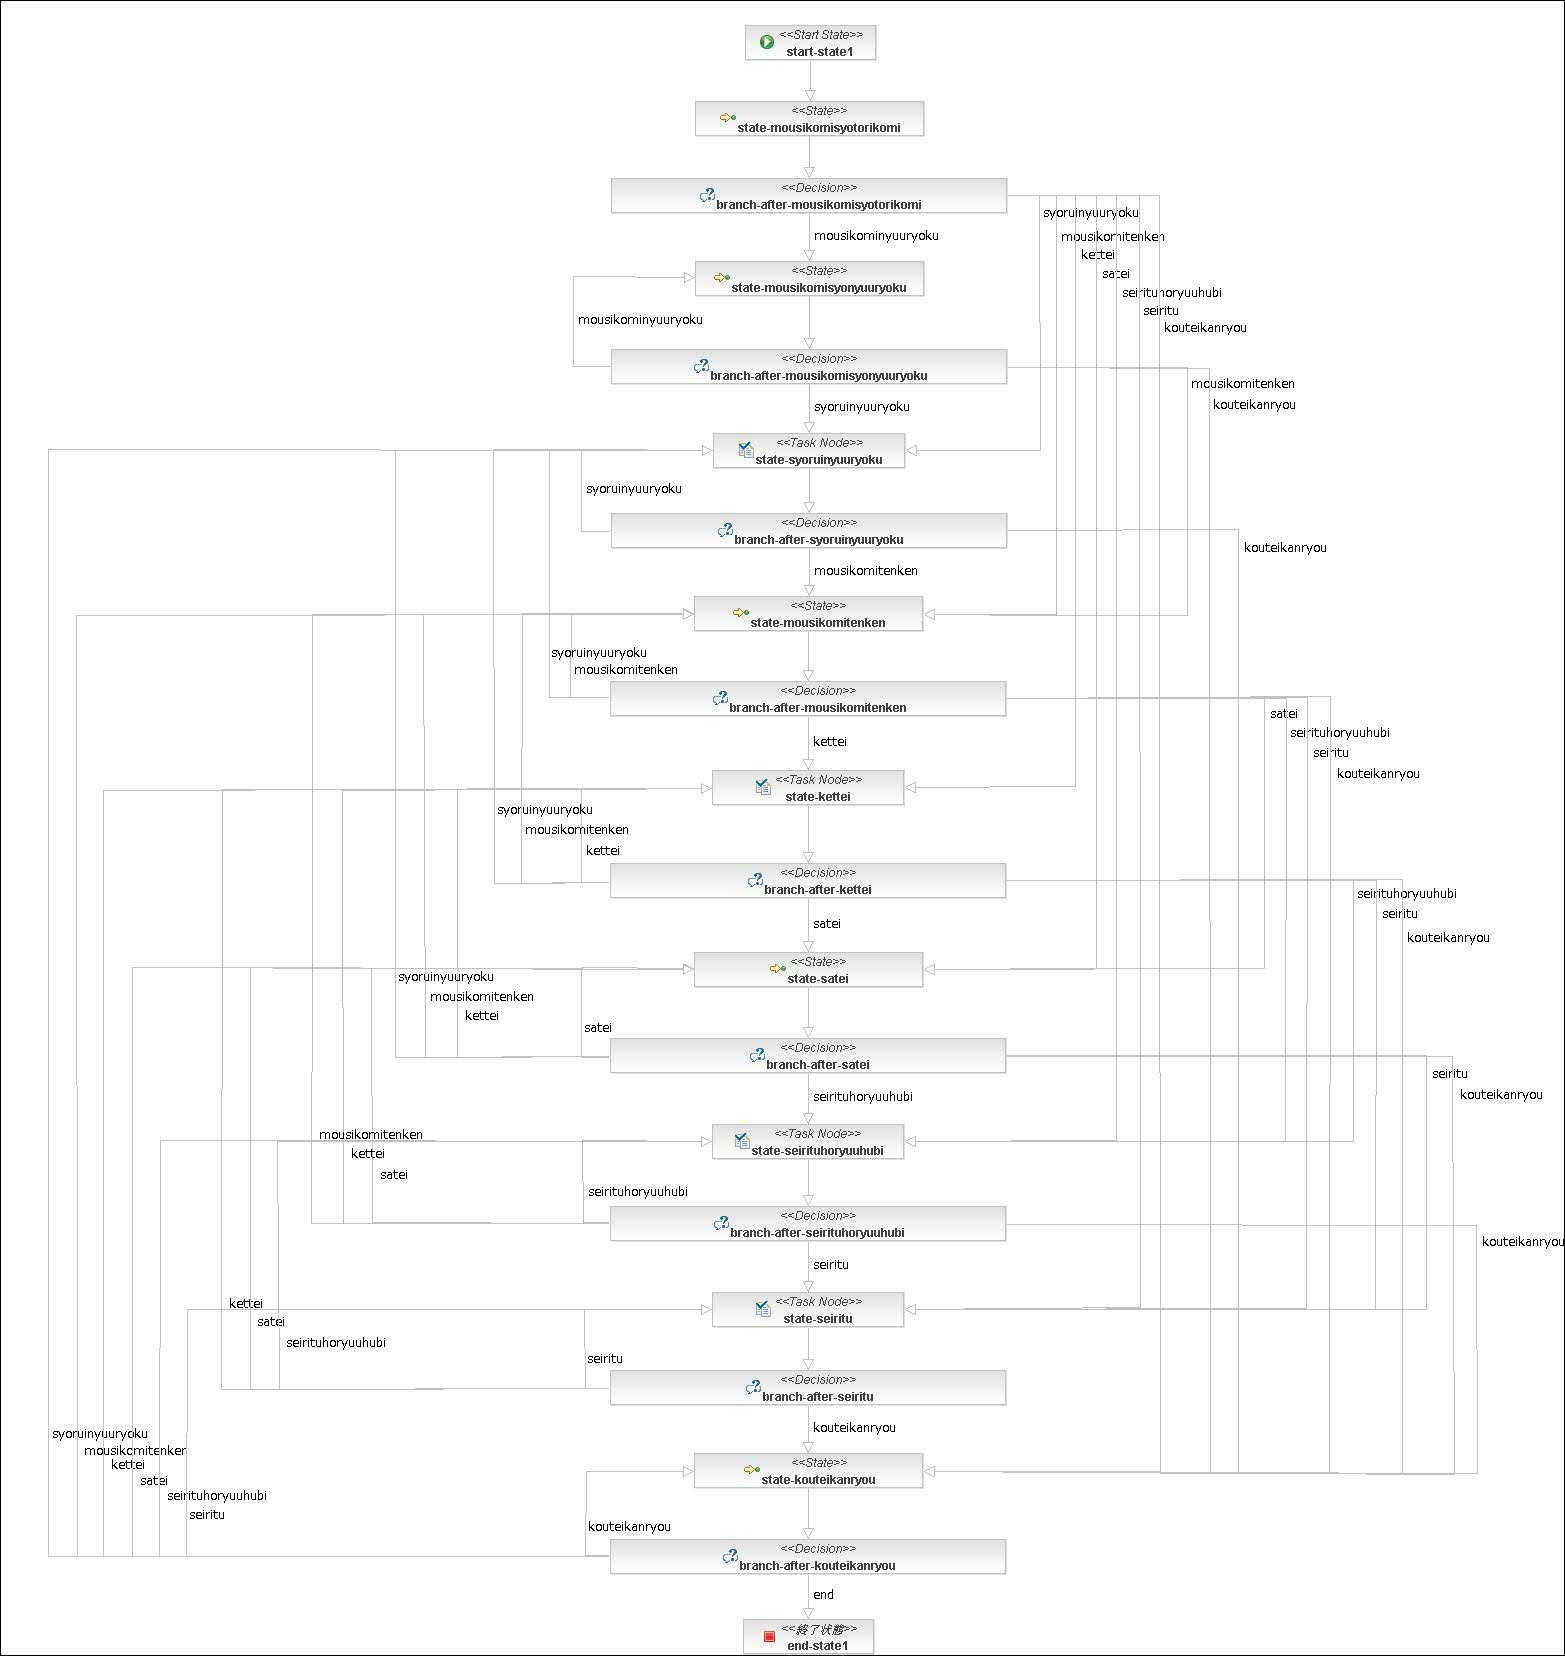 <<Start State>>
start-state1
<<State>>
state-mousikomisyotorikomi
<<Decision>>
branch-after-mousikomisyotorikomi
syoruinyuuryoku
mousikominyuuryoku
mousikomitenken
kettei
<<State>>
satei
state-mousikomisyonyuuryoku
seirituhoryuuhubi
seiritu
mousikominyuuryoku
kouteikanryou
<<Decision>>
branch-after-mousikomisyonyuuryoku
mousikomitenken
syoruinyuuryoku
kouteikanryou
<<Task Node>>
state-syoruinyuuryoku
syoruinyuuryoku
<<Decision>>
branch-after-syoruinyuuryoku
kouteikanryou
mousikomitenken
<<State>>
state-mousikomitenken
syoruinyuuryoku
mousikomitenken
<<Decision>>
branch-after-mousikomitenken
satei
seirituhoryuuhubi
kettei
seiritu
kouteikanryou
<<Task Node>>
state-kettei
syoruinyuuryoku
mousikomitenken
kettei
<<Decision>>
branch-after-kettei
seirituhoryuuhubi
seiritu
satei
kouteikanryou
<<State>>
state-satei
syoruinyuuryoku
mousikomitenken
kettei
satei
<<Decision>>
branch-after-satei
seiritu
kouteikanryou
seirituhoryuuhubi
<<Task Node>>
state-seirituhoryuuhubi
mousikomitenken
kettei
satei
seirituhoryuuhubi
<<Decision>>
branch-after-seirituhoryuuhubi
kouteikanryou
seiritu
<<Task Node>>
state-seiritu
kettei
satei
seirituhoryuuhubi
seiritu
<<Decision>>
branch-after-seiritu
kouteikanryou
syoruinyuuryoku
mousikomitenken
kettei
satei
seirituhoryuuhubi
seiritu
<<State>>
state-kouteikanryou
kouteikanryou
<<Decision>>
branch-after-kouteikanryou
end
<<終了状態>>
end-state1